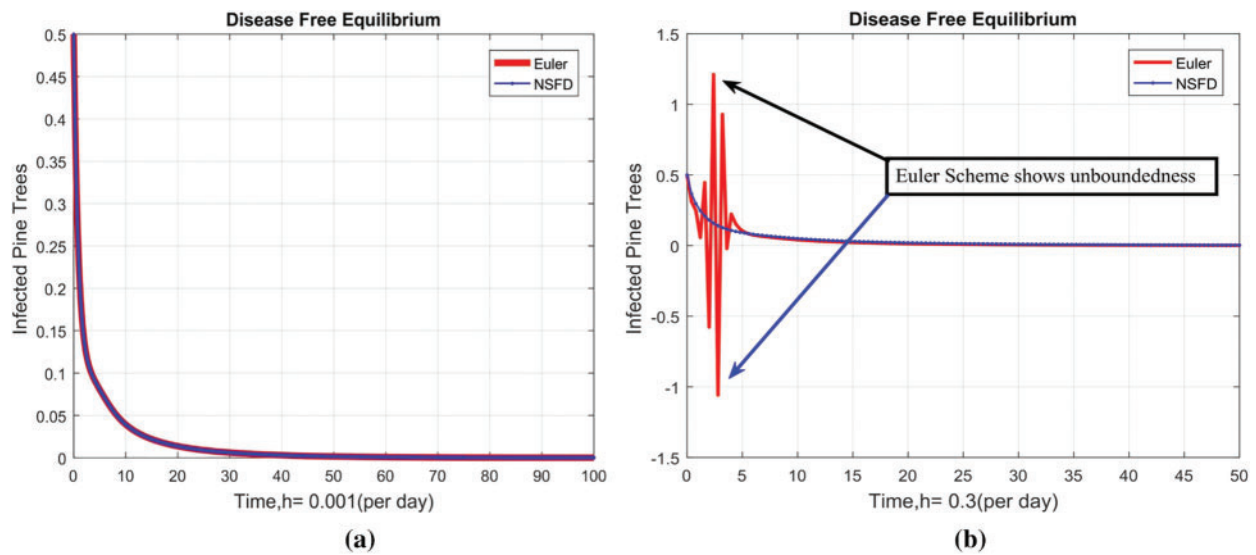 Disease Free Equilibrium
0.5
0.45
0.4
0.35
0.3
0.25
0.2
0.15
0.1
0.05
0
Infected Pine Trees
Euler
NSFD
0 10 20 30 40 50 60 70 80 90 100
Time,h= 0.001(per day)
(a)
Disease Free Equilibrium
1.5
1
0.5
0
-0.5
-1
-1.5
Infected Pine Trees
Euler
NSFD
Euler Scheme shows unboundedness
0 5 10 15 20 25 30 35 40 45 50
Time,h= 0.3(per day)
(b)